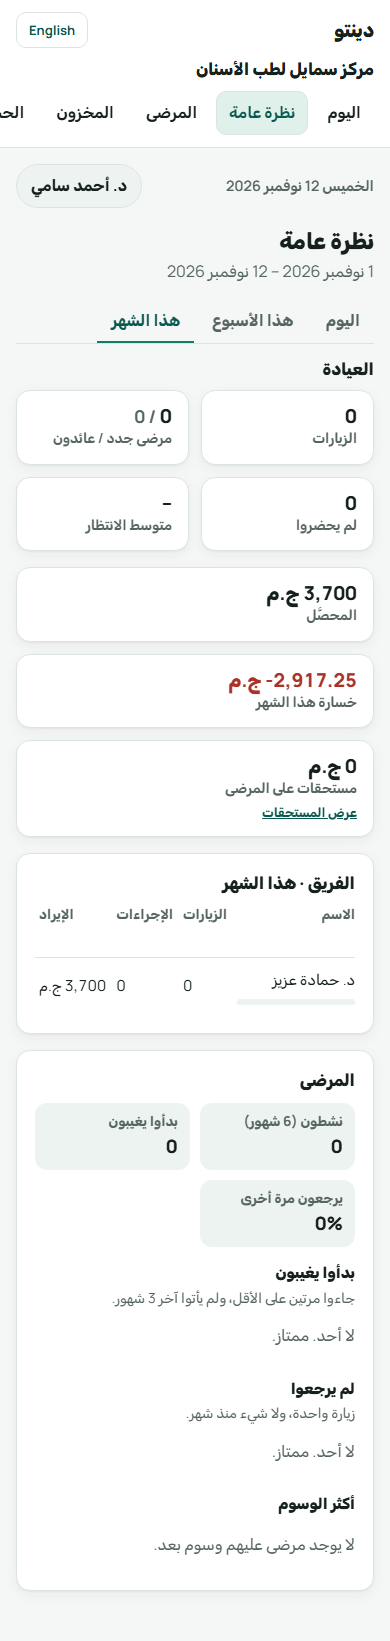 دينتو
English
مركز سمايل لطب الأسنان
اليوم
نظرة عامة
المرضى
المخزون
الخميس 12 نوفمبر 2026
د. أحمد سامي
نظرة عامة
1 نوفمبر 2026 – 12 نوفمبر 2026
اليوم
هذا الأسبوع
هذا الشهر
العيادة
0
الزيارات
0 / 0
مرضى جدد / عائدون
0
لم يحضروا
–
متوسط الانتظار
3,700 ج.م
المحصَّل
-2,917.25 ج.م
خسارة هذا الشهر
0 ج.م
مستحقات على المرضى
عرض المستحقات
الفريق · هذا الشهر
الاسم الزيارات الإجراءات الإيراد
د. حمادة عزيز 0 0 3,700 ج.م
المرضى
نشطون (6 شهور)
0
بدأوا يغيبون
0
يرجعون مرة أخرى
0%
بدأوا يغيبون
جاءوا مرتين على الأقل، ولم يأتوا آخر 3 شهور.
لا أحد. ممتاز.
لم يرجعوا
زيارة واحدة، ولا شيء منذ شهر.
لا أحد. ممتاز.
أكثر الوسوم
لا يوجد مرضى عليهم وسوم بعد.